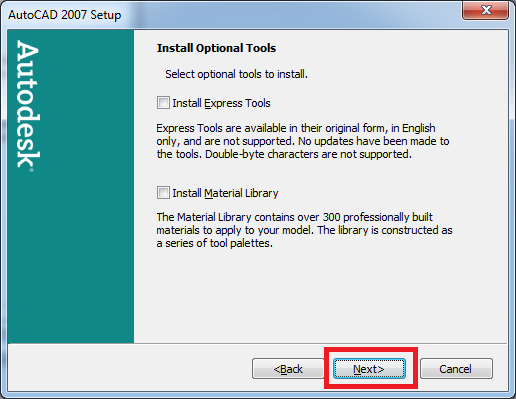 AutoCAD 2007 Setup
Autodesk®
Install Optional Tools
Select optional tools to install.
Install Express Tools
Express Tools are available in their original form, in English
only, and are not supported. No updates have been made to
the tools. Double-byte characters are not supported.
Install Material Library
The Material Library contains over 300 professionally built
materials to apply to your model. The library is constructed as
a series of tool palettes.
<Back
Next>
Cancel